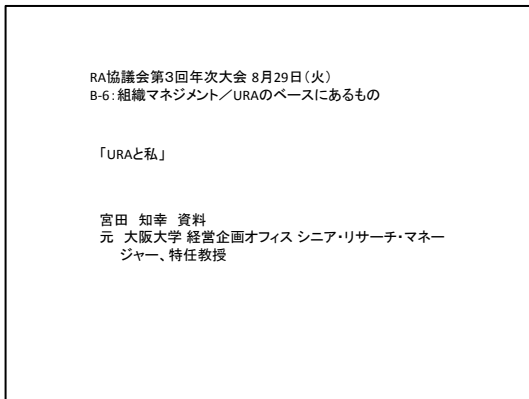 RA協議会第3回年次大会 8月29日(火)
B-6:組織マネジメント/URAのベースにあるもの
「URAと私」
宮田 知幸 資料
元 大阪大学 経営企画オフィス シニア・リサーチ・マネー
ジャー、特任教授